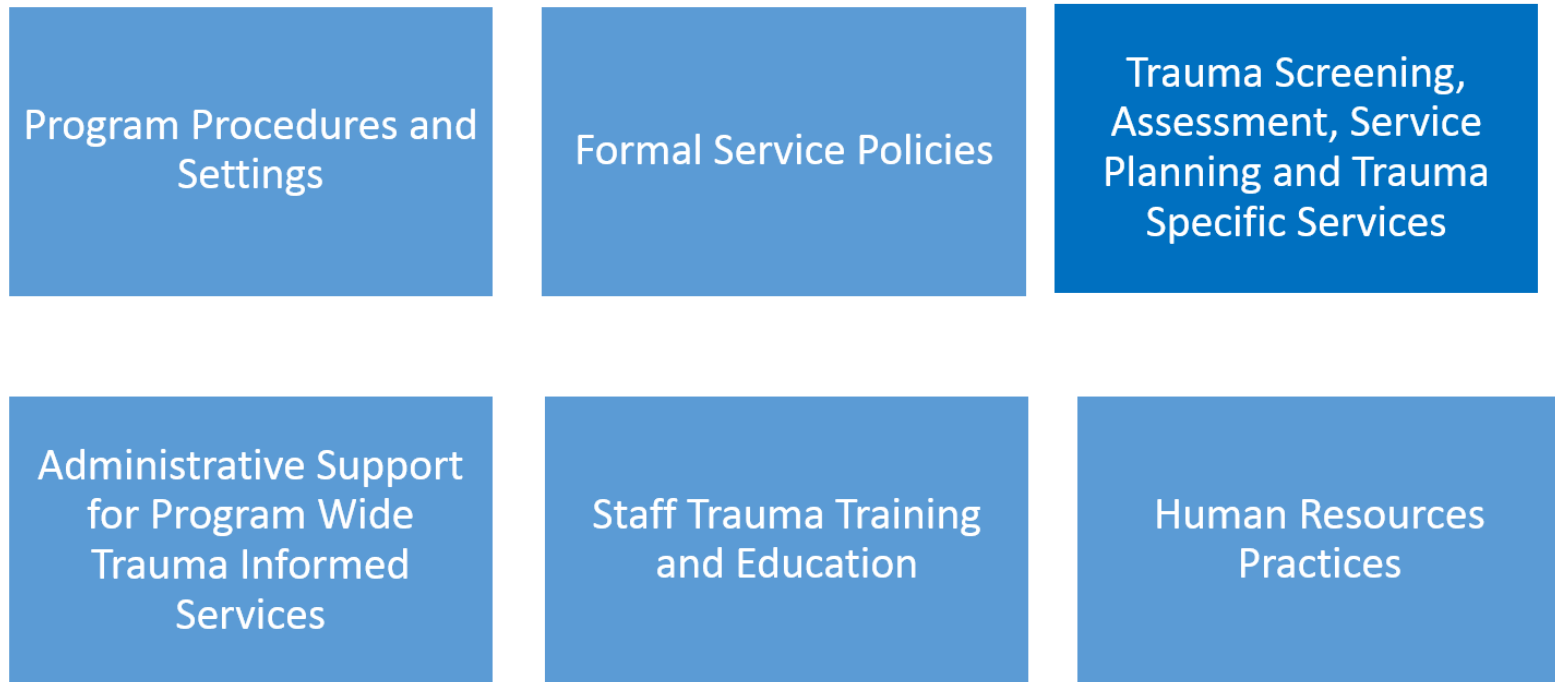 Program Procedures and
Settings
Formal Service Policies
Trauma Screening,
Assessment, Service
Planning and Trauma
Specific Services
Administrative Support
for Program Wide
Trauma Informed
Services
Staff Trauma Training
and Education
Human Resources
Practices